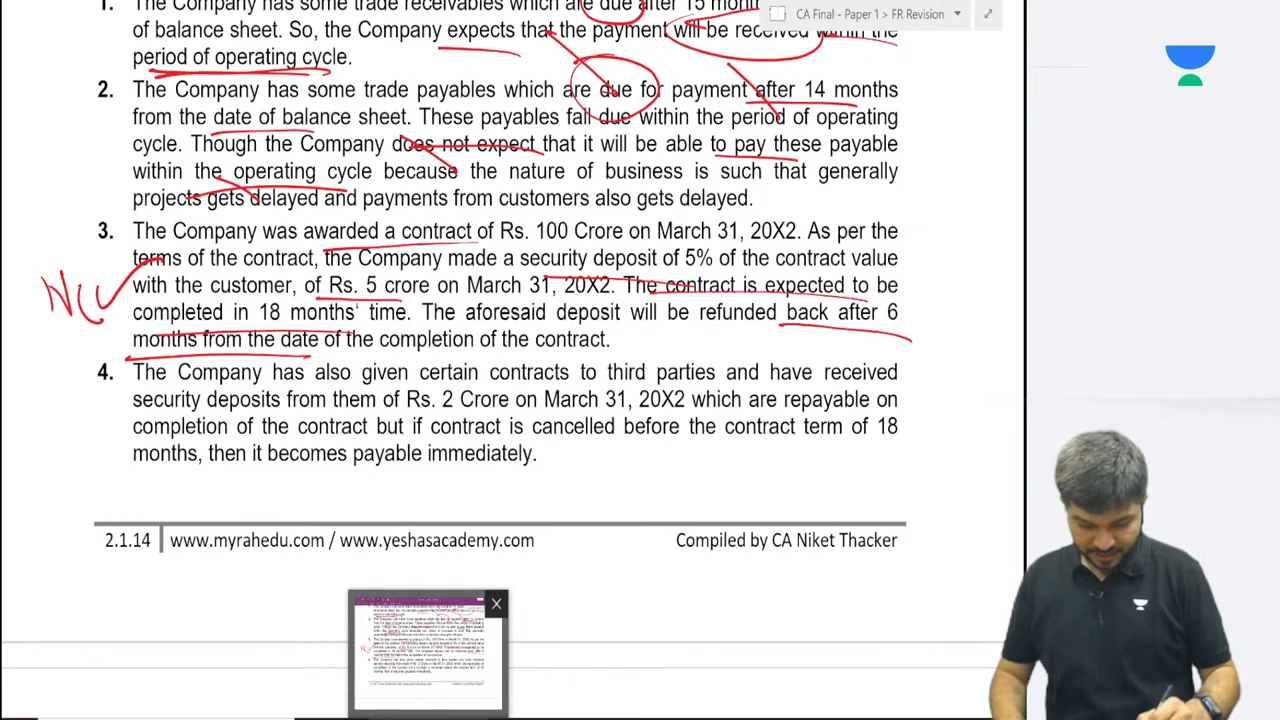 1. The Company has some trade receivables which are due after 15 mont
CA Final - Paper 1 > FR Revision
of balance sheet. So, the Company expects that the payment will be received within the
period of operating cycle.
2. The Company has some trade payables which are due for payment after 14 months
from the date of balance sheet. These payables fall due within the period of operating
cycle. Though the Company does not expect that it will be able to pay these payable
within the operating cycle because the nature of business is such that generally
projects gets delayed and payments from customers also gets delayed.
3. The Company was awarded a contract of Rs. 100 Crore on March 31, 20X2. As per the
terms of the contract, the Company made a security deposit of 5% of the contract value
with the customer, of Rs. 5 crore on March 31, 20X2. The contract is expected to be
completed in 18 months‘ time. The aforesaid deposit will be refunded back after 6
months from the date of the completion of the contract.
4. The Company has also given certain contracts to third parties and have received
security deposits from them of Rs. 2 Crore on March 31, 20X2 which are repayable on
completion of the contract but if contract is cancelled before the contract term of 18
months, then it becomes payable immediately.
2.1.14 www.myrahedu.com / www.yeshasacademy.com Compiled by CA Niket Thacker